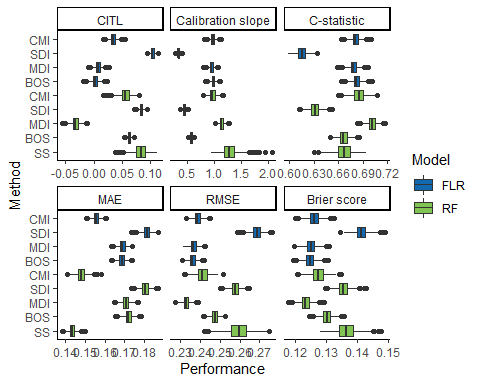 CITL Calibration slope C-statistic
CMI
SDI
MDI
BOS
CMI
SDI
MDI
BOS
SS
-0.05 0.00 0.05 0.10 0.5 1.0 1.5 2.0 0.60 0.63 0.66 0.69 0.72
Method
Model
FLR
RF
MAE RMSE Brier score
CMI
SDI
MDI
BOS
CMI
SDI
MDI
BOS
SS
0.14 0.15 0.16 0.17 0.18 0.23 0.24 0.25 0.26 0.27 0.12 0.13 0.14 0.15
Performance